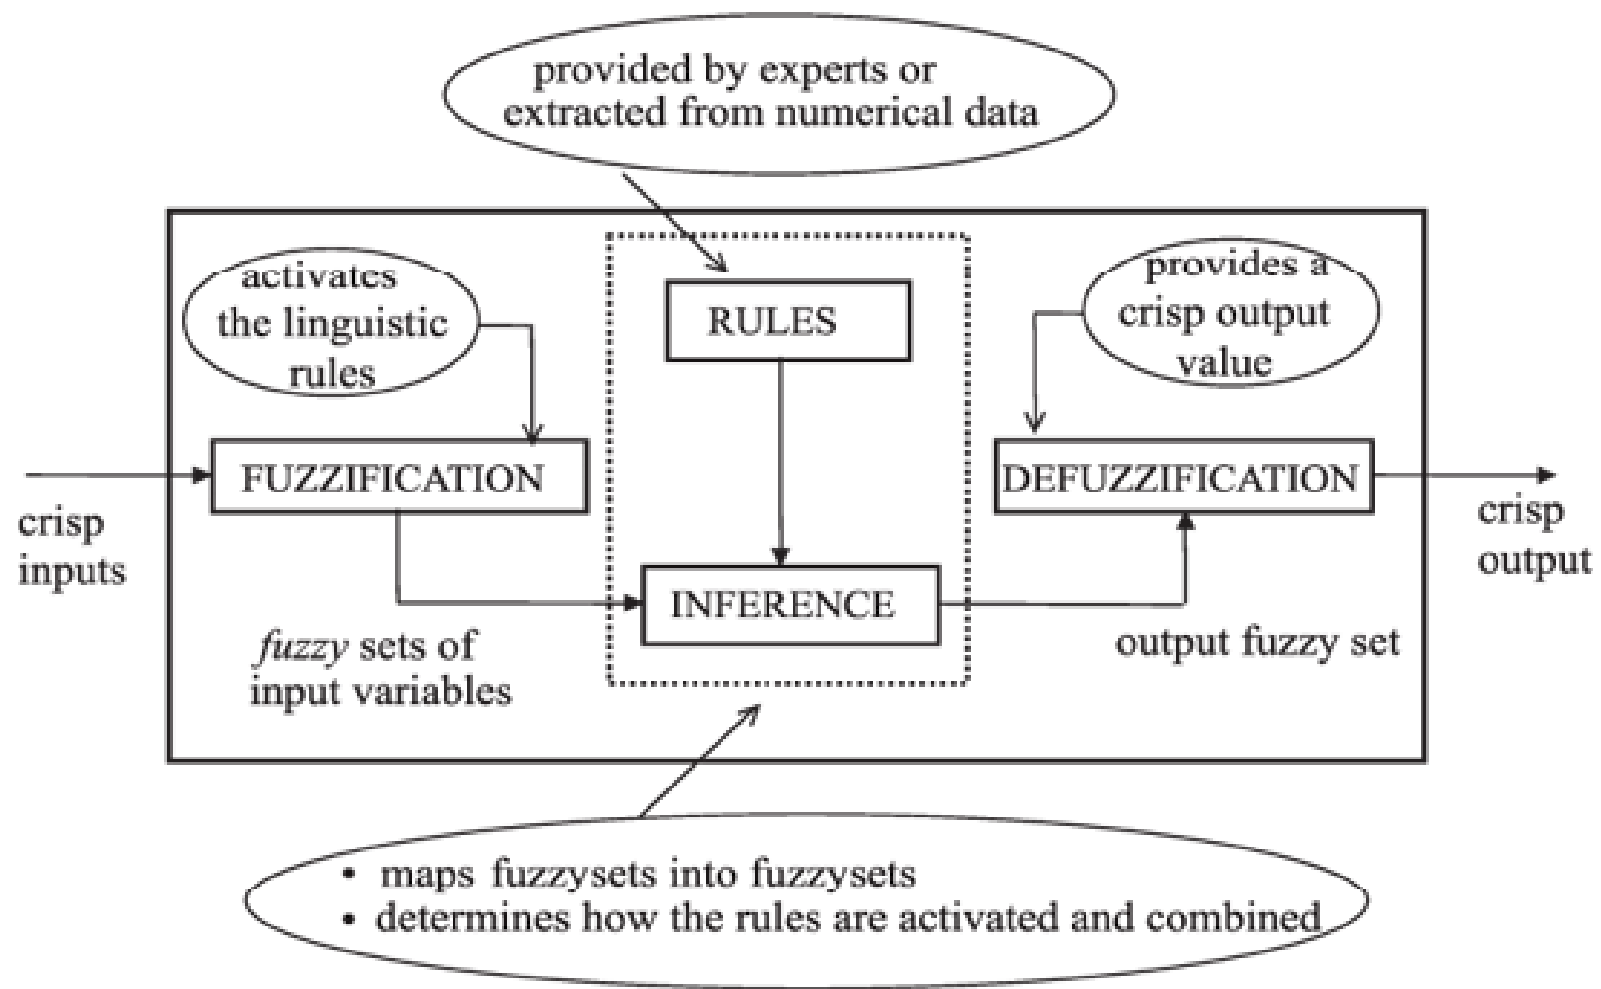 provided by experts or
extracted from numerical data
activates
the linguistic
rules
RULES
provides a
crisp output
value
FUZZIFICATION
DEFUZZIFICATION
crisp
inputs
crisp
output
INFERENCE
fuzzy sets of
input variables
output fuzzy set
• maps fuzzysets into fuzzysets
• determines how the rules are activated and combined